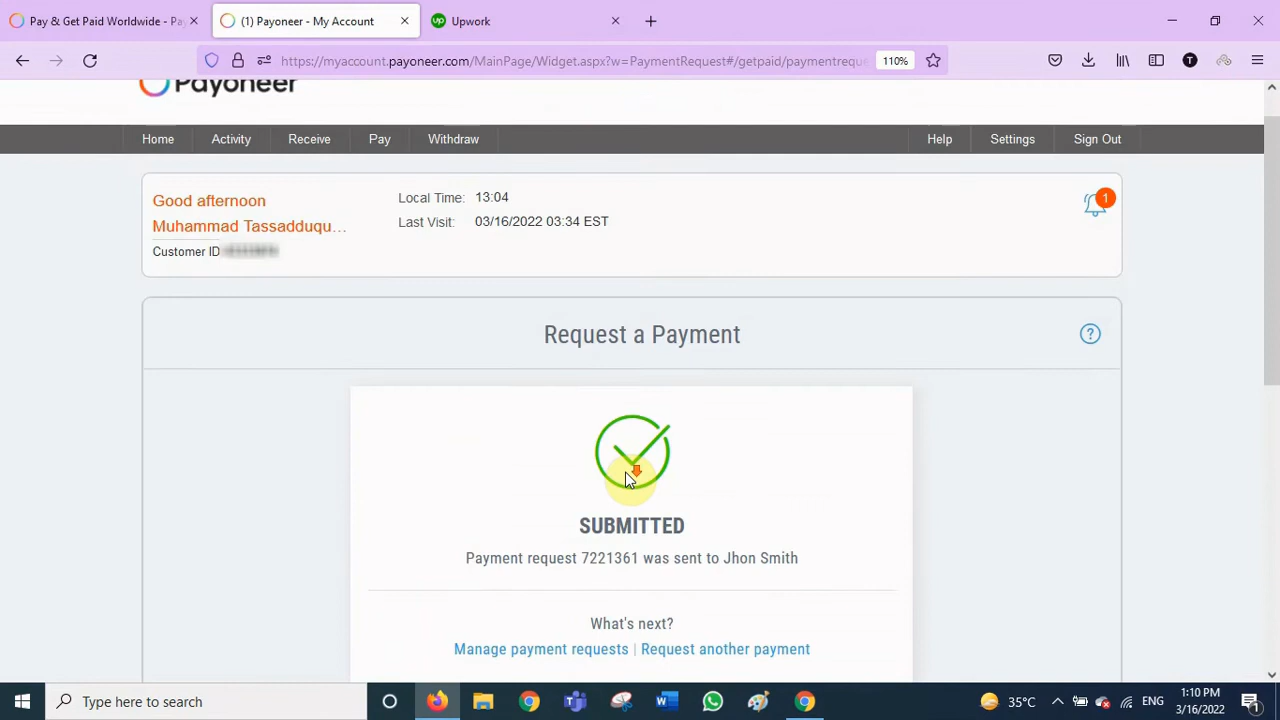 Pay & Get Paid Worldwide - Pay
(1) Payoneer - My Account
up
Upwork
https://myaccount.payoneer.com/MainPage/Widget.aspx?w=PaymentRequest#/getpaid/paymentreque
110%
T
Payoneer
Home
Activity
Receive
Pay
Withdraw
Help
Settings
Sign Out
Good afternoon
Muhammad Tassadduqu...
Customer ID
Local Time: 13:04
Last Visit: 03/16/2022 03:34 EST
1
Request a Payment
?
SUBMITTED
Payment request 7221361 was sent to Jhon Smith
What's next?
Manage payment requests | Request another payment
Type here to search
35°C
ENG
1:10 PM
3/16/2022
1